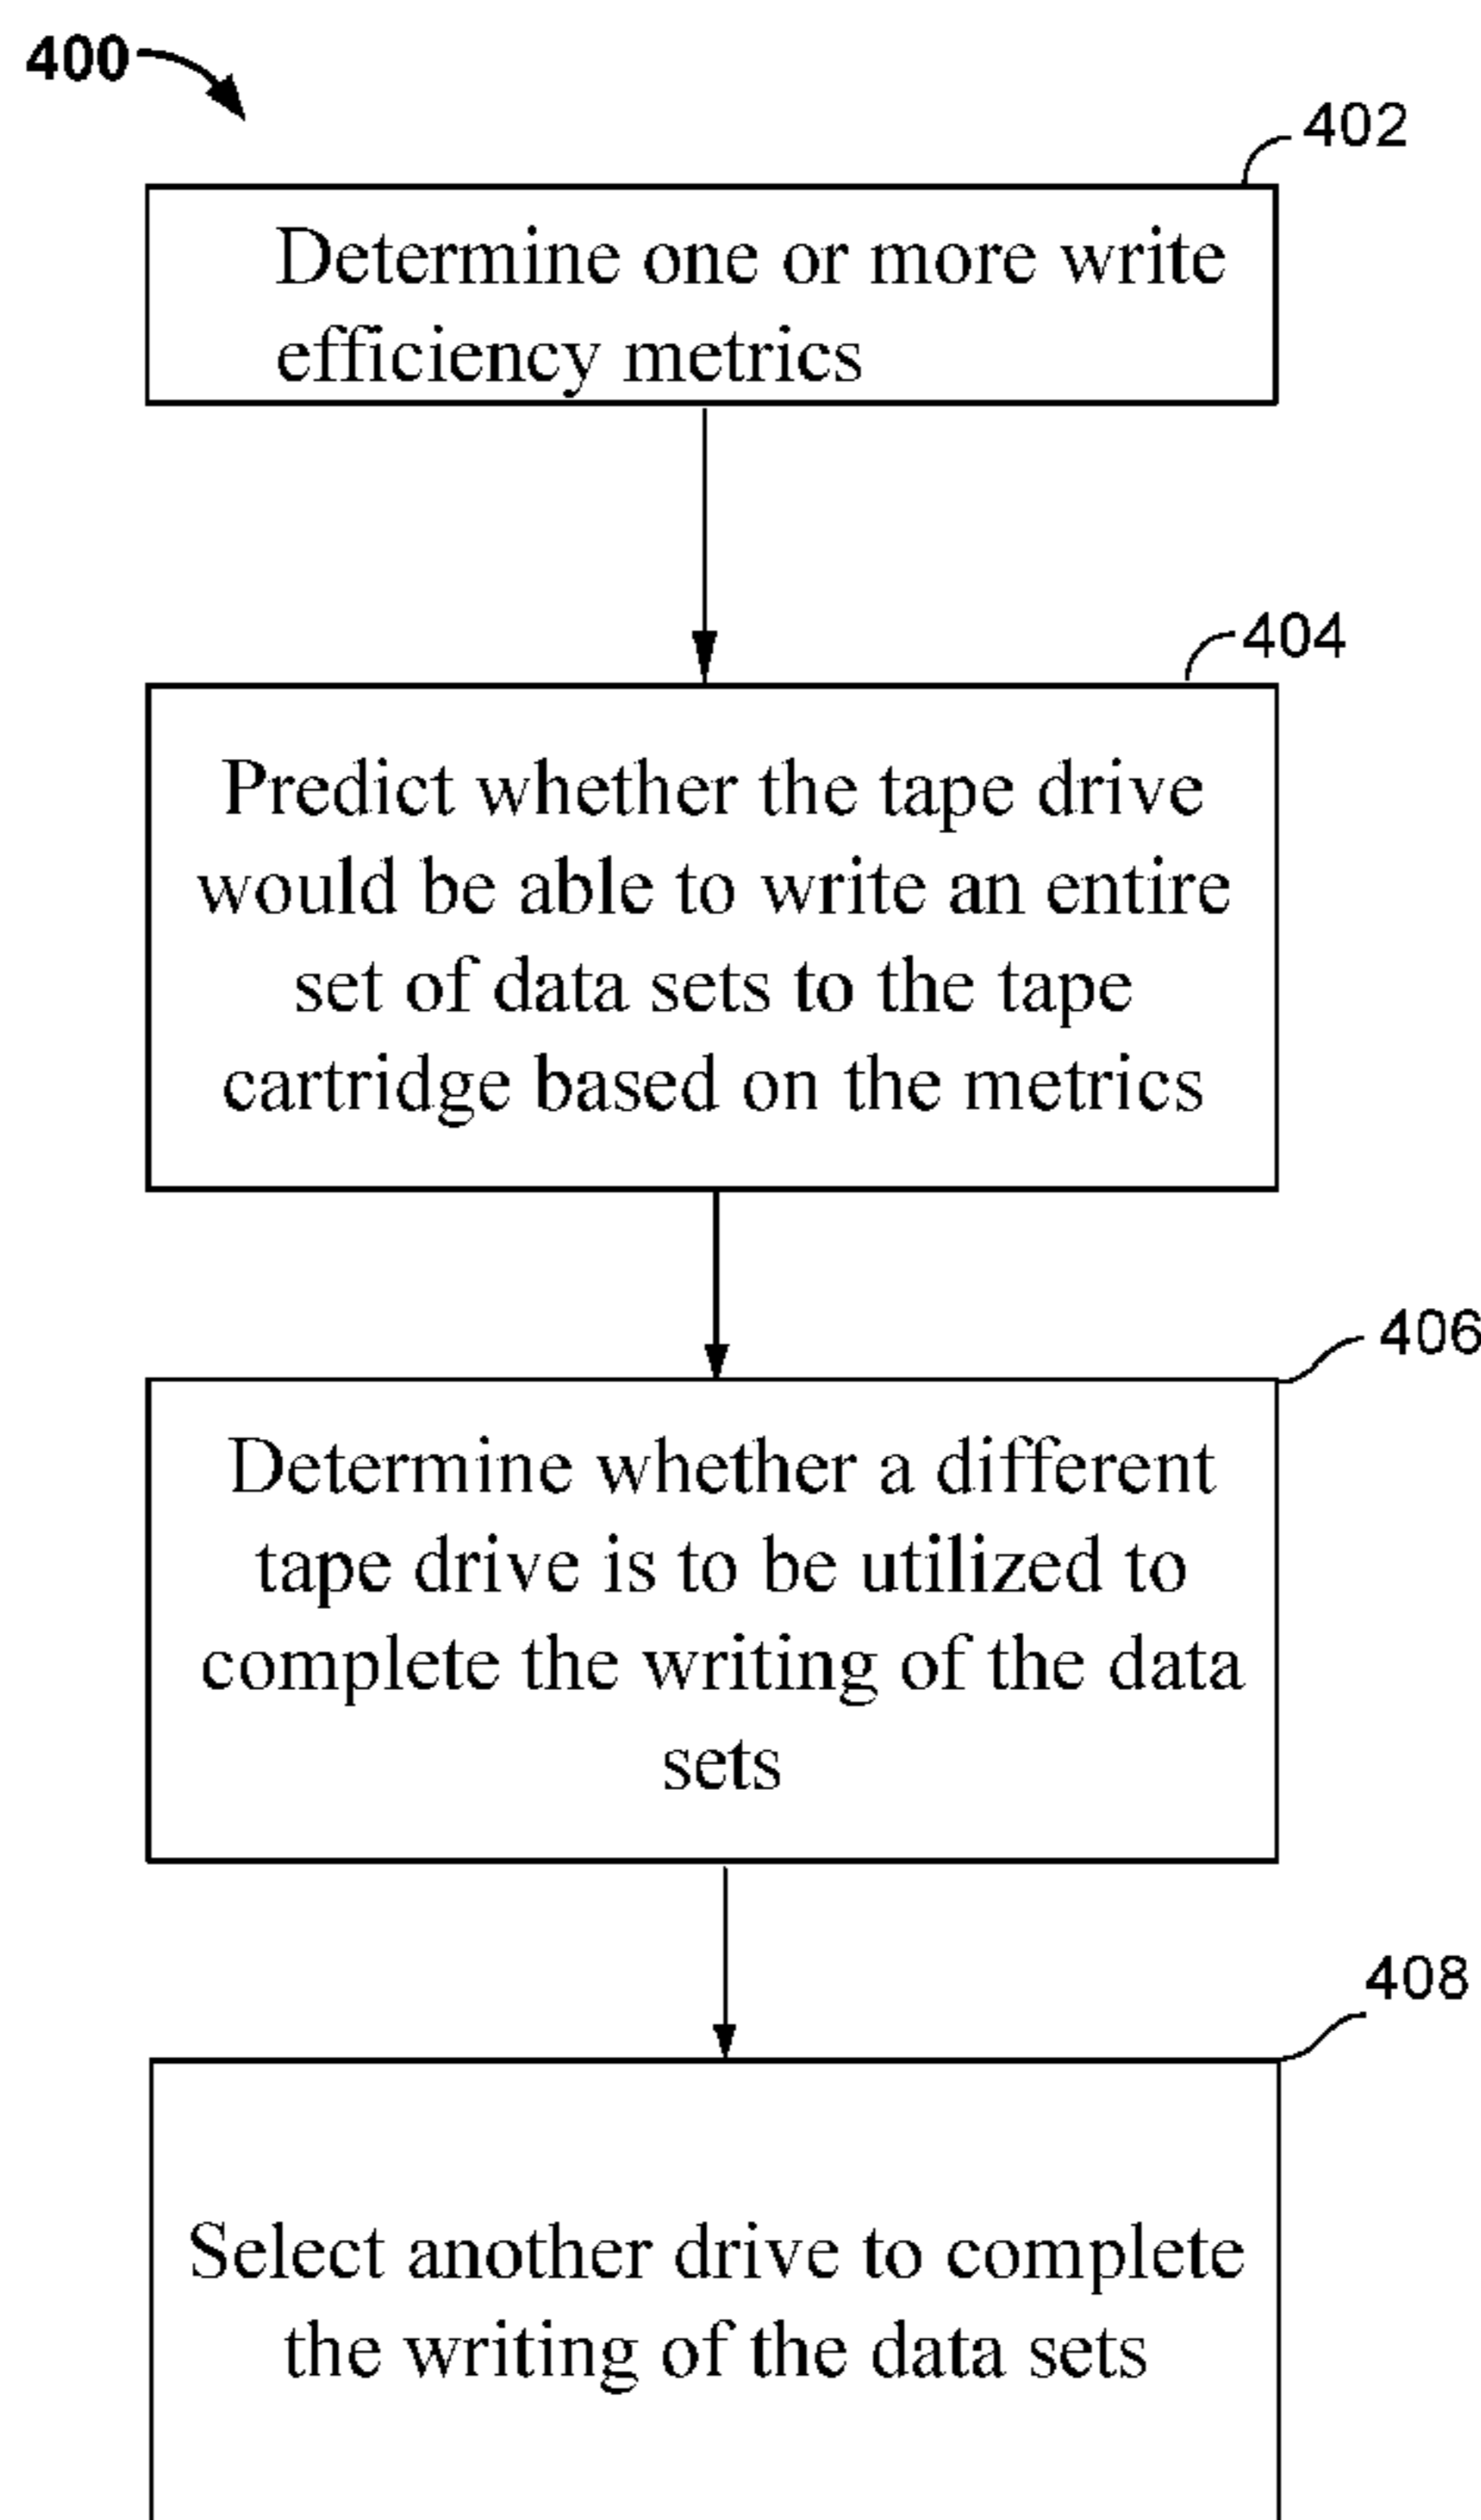 400
402
Determine one or more write
efficiency metrics
404
Predict whether the tape drive
would be able to write an entire
set of data sets to the tape
cartridge based on the metrics
406
Determine whether a different
tape drive is to be utilized to
complete the writing of the data
sets
408
Select another drive to complete
the writing of the data sets